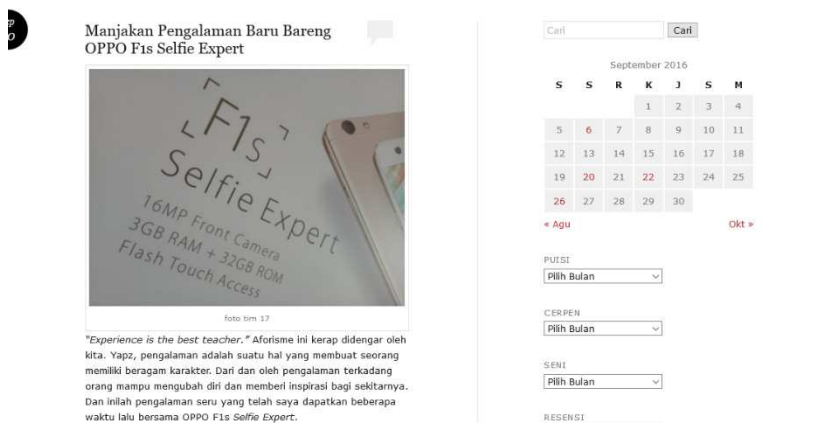 Manjakan Pengalaman Baru Bareng
OPPO F1s Selfie Expert
F1s
Selfie Expert
16MP Front Camera
3GB RAM + 32GB ROM
Flash Touch Access
foto tim 17
"Experience is the best teacher." Aforisme ini kerap didengar oleh
kita. Yapz, pengalaman adalah suatu hal yang membuat seorang
memiliki beragam karakter. Dari dan oleh pengalaman terkadang
orang mampu mengubah diri dan memberi inspirasi bagi sekitarnya.
Dan inilah pengalaman seru yang telah saya dapatkan beberapa
waktu lalu bersama OPPO F1s Selfie Expert.
Cari Cari
September 2016
S S R K J S M
1 2 3 4
5 6 7 8 9 10 11
12 13 14 15 16 17 18
19 20 21 22 23 24 25
26 27 28 29 30
« Agu Okt »
PUISI
Pilih Bulan
CERPEN
Pilih Bulan
SENI
Pilih Bulan
RESENSI